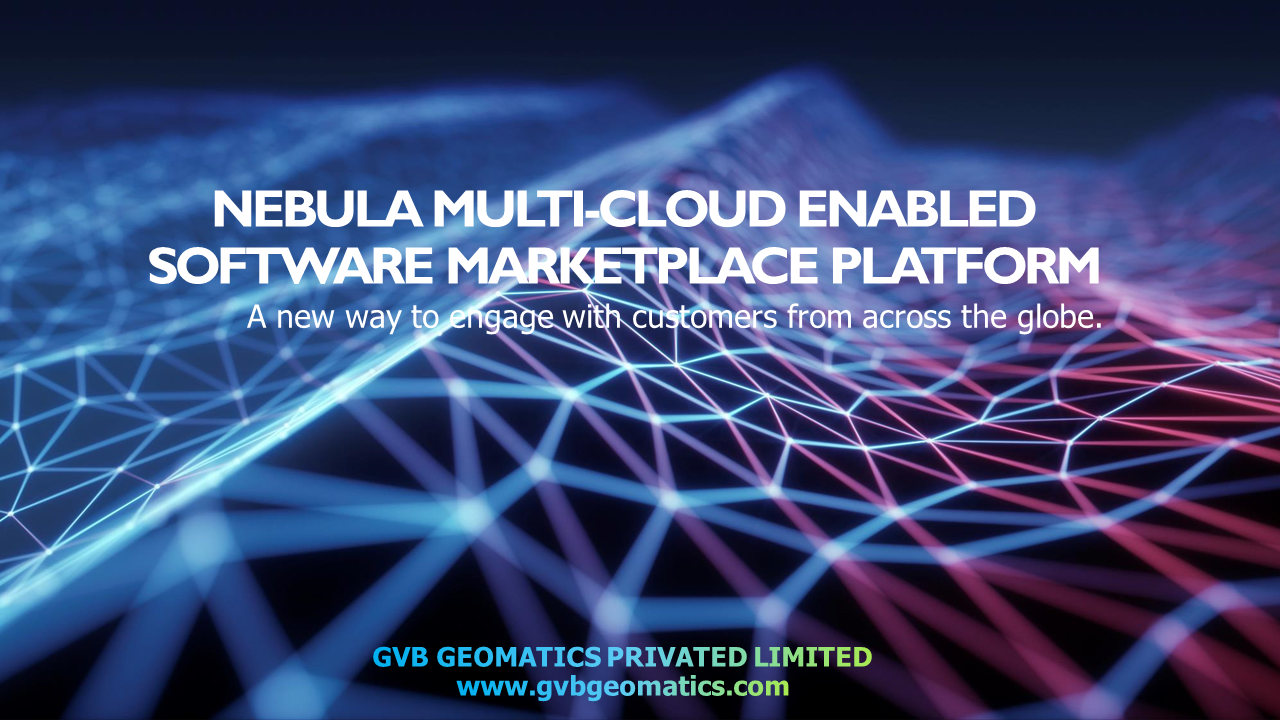 NEBULA MULTI-CLOUD ENABLED
SOFTWARE MARKETPLACE PLATFORM
A new way to engage with customers from across the globe.
GVB GEOMATICS PRIVATED LIMITED
www.gvbgeomatics.com